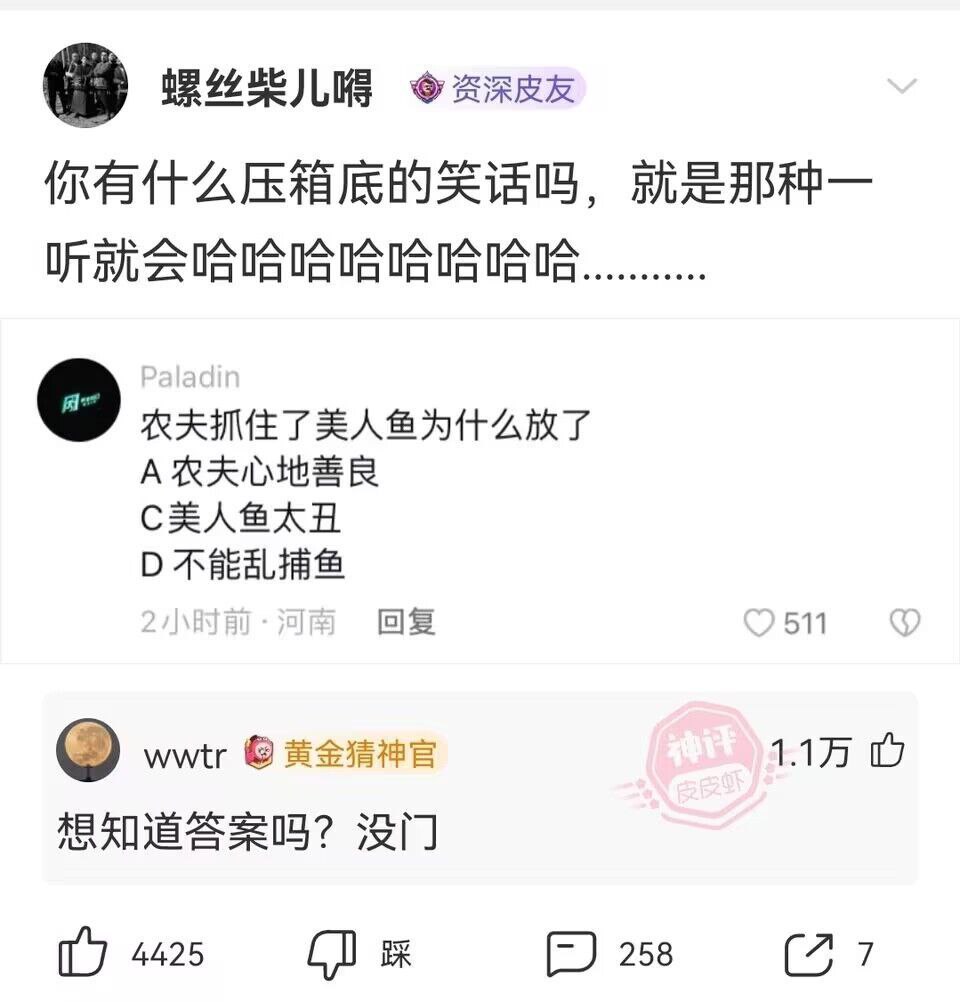 螺丝柴儿嘚
资深皮友
你有什么压箱底的笑话吗，就是那种一
听就会哈哈哈哈哈哈哈哈...........
Paladin
农夫抓住了美人鱼为什么放了
A 农夫心地善良
C美人鱼太丑
D 不能乱捕鱼
2小时前 · 河南 回复
511
wwtr 黄金猜神官
神评
皮皮虾
1.1万
想知道答案吗？没门
4425 踩 258 7